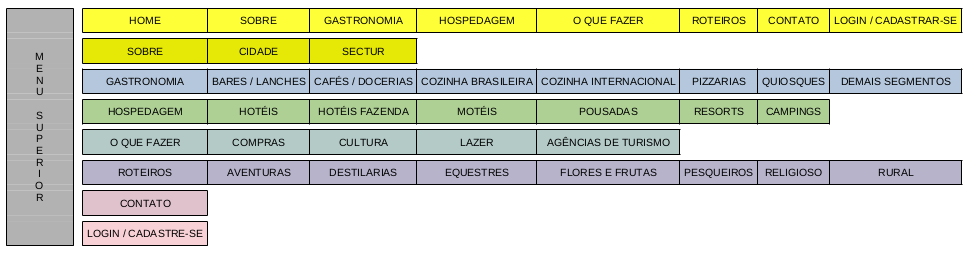 MENU SUPERIOR
HOME SOBRE GASTRONOMIA HOSPEDAGEM O QUE FAZER ROTEIROS CONTATO LOGIN / CADASTRAR-SE
SOBRE CIDADE SECTUR
GASTRONOMIA BARES / LANCHES CAFÉS / DOCERIAS COZINHA BRASILEIRA COZINHA INTERNACIONAL PIZZARIAS QUIOSQUES DEMAIS SEGMENTOS
HOSPEDAGEM HOTÉIS HOTÉIS FAZENDA MOTÉIS POUSADAS RESORTS CAMPINGS
O QUE FAZER COMPRAS CULTURA LAZER AGÊNCIAS DE TURISMO
ROTEIROS AVENTURAS DESTILARIAS EQUESTRES FLORES E FRUTAS PESQUEIROS RELIGIOSO RURAL
CONTATO
LOGIN / CADASTRE-SE